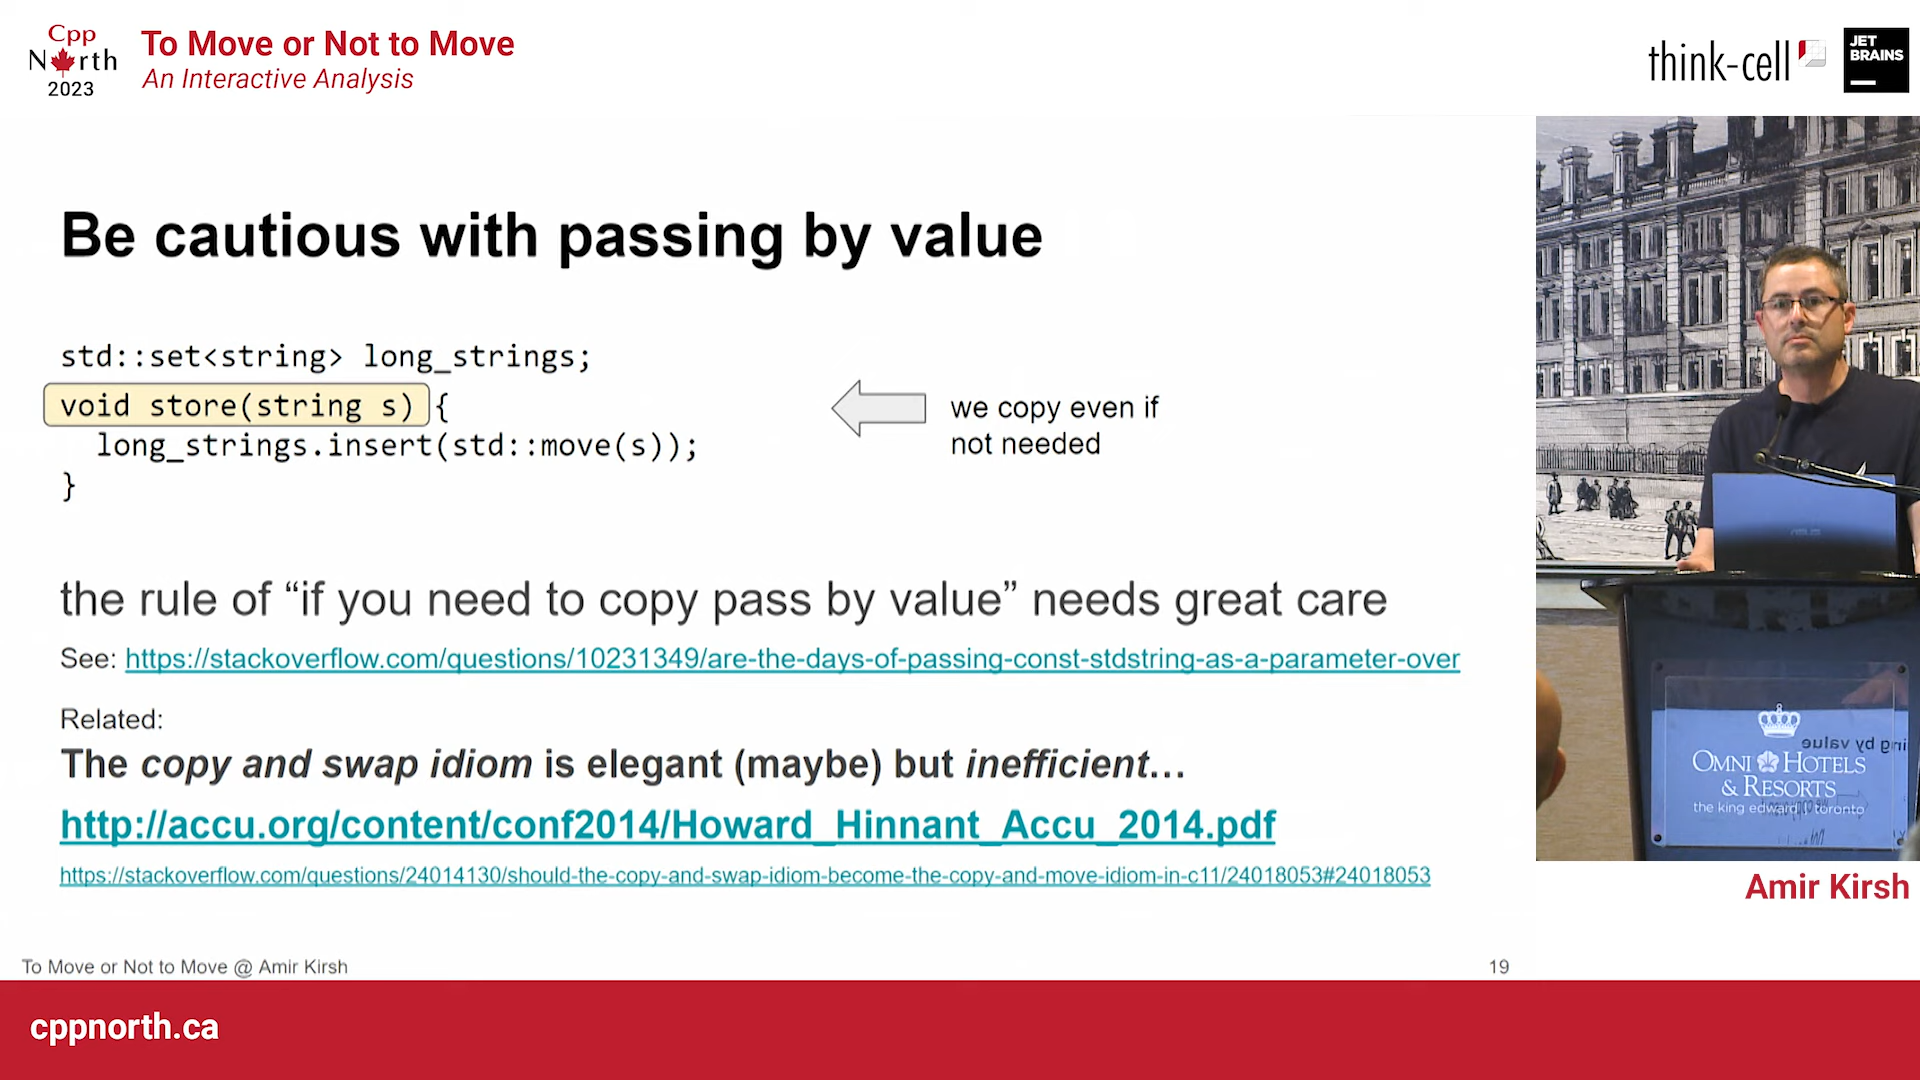 Cpp
North
2023
To Move or Not to Move
An Interactive Analysis
think-cell
JET
BRAINS
Be cautious with passing by value
std::set<string> long_strings;
void store(string s) {
long_strings.insert(std::move(s));
}
we copy even if
not needed
the rule of “if you need to copy pass by value” needs great care
See: https://stackoverflow.com/questions/10231349/are-the-days-of-passing-const-stdstring-as-a-parameter-over
Related:
The copy and swap idiom is elegant (maybe) but inefficient...
http://accu.org/content/conf2014/Howard_Hinnant_Accu_2014.pdf
https://stackoverflow.com/questions/24014130/should-the-copy-and-swap-idiom-become-the-copy-and-move-idiom-in-c11/24018053#24018053
To Move or Not to Move @ Amir Kirsh
19
OMNI HOTELS
& RESORTS
the king edward | toronto
Amir Kirsh
cppnorth.ca